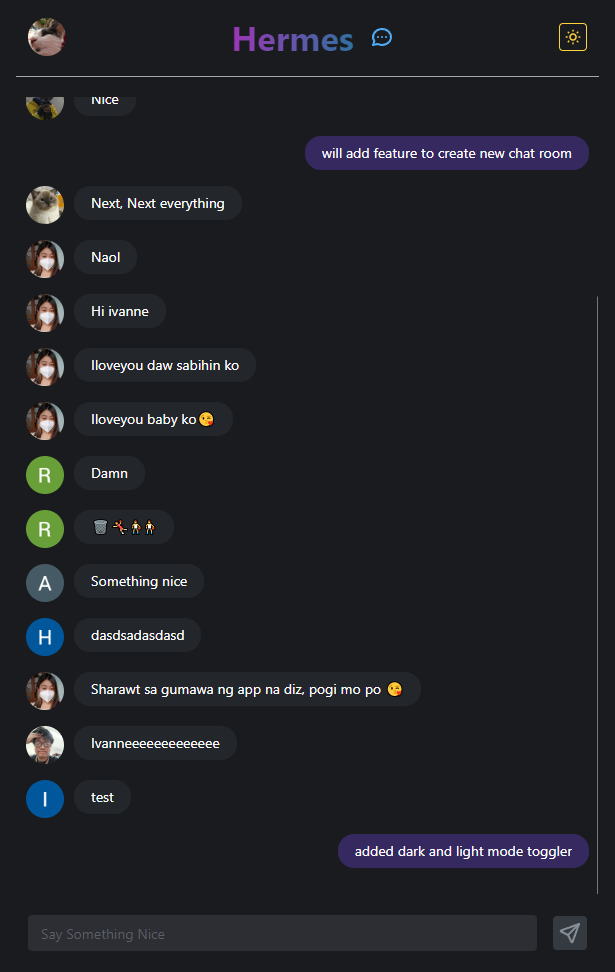 Hermes
Nice
will add feature to create new chat room
Next, Next everything
Naol
Hi ivanne
Iloveyou daw sabihin ko
Iloveyou baby ko😘
R Damn
R 🗑️🤸🧍🧍
A Something nice
H dasdsadasdasd
Sharawt sa gumawa ng app na diz, pogi mo po 😘
Ivanneeeeeeeeeeeee
I test
added dark and light mode toggler
Say Something Nice